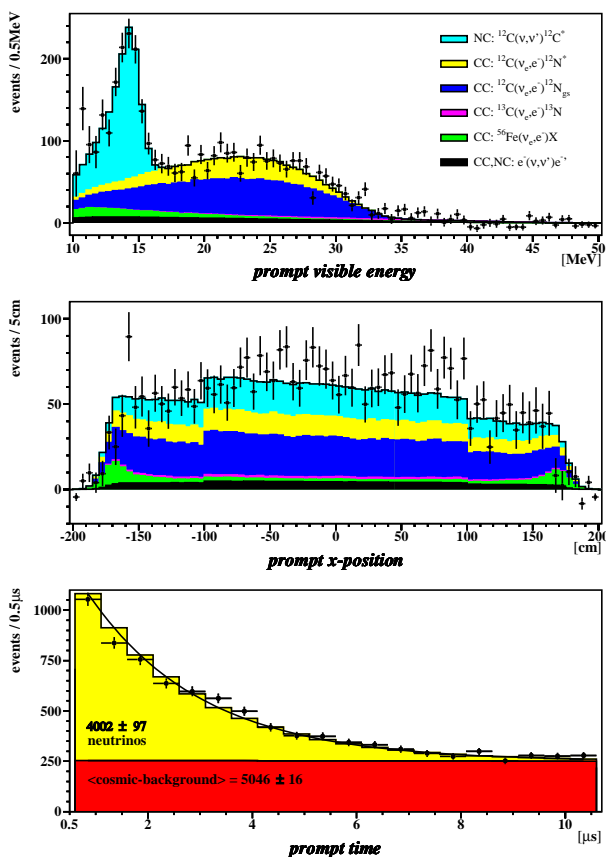 events / 0.5MeV
200
100
0
NC: ¹²C(ν,ν')¹²C*
CC: ¹²C(νₑ,e⁻)¹²N*
CC: ¹²C(νₑ,e⁻)¹²Ngs
CC: ¹³C(νₑ,e⁻)¹³N
CC: ⁵⁶Fe(νₑ,e⁻)X
CC,NC: e⁻(ν,ν')e⁻'
10 15 20 25 30 35 40 45 50
[MeV]
prompt visible energy
events / 5cm
100
50
0
-200 -150 -100 -50 0 50 100 150 200
[cm]
prompt x-position
events / 0.5µs
1000
750
500
250
0
4002 ± 97
neutrinos
<cosmic-background> = 5046 ± 16
0.5 2 4 6 8 10
[µs]
prompt time